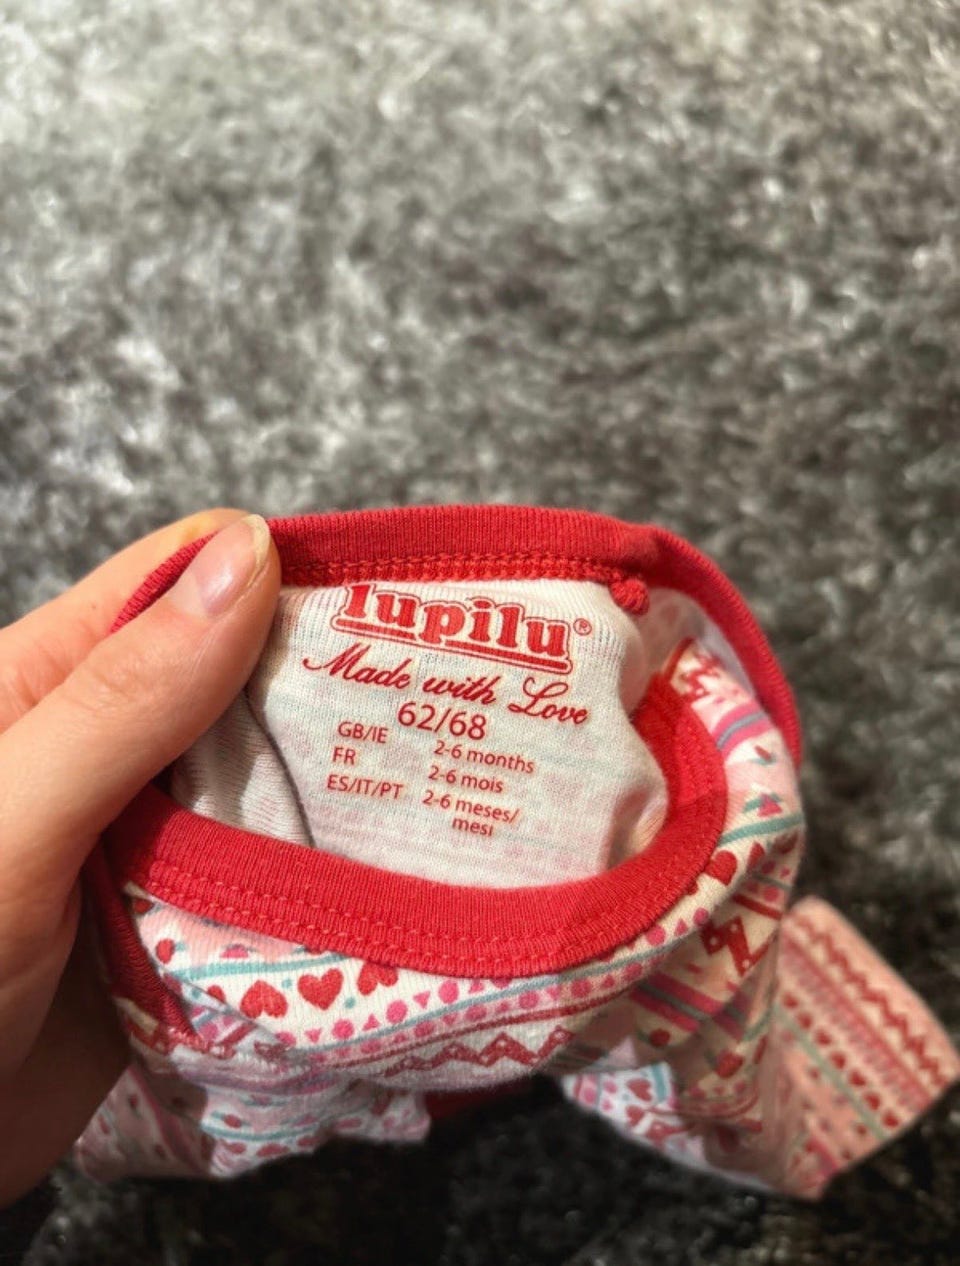 lupilu®
Made with Love
62/68
GB/IE 2-6 months
FR 2-6 mois
ES/IT/PT 2-6 meses/
mesi